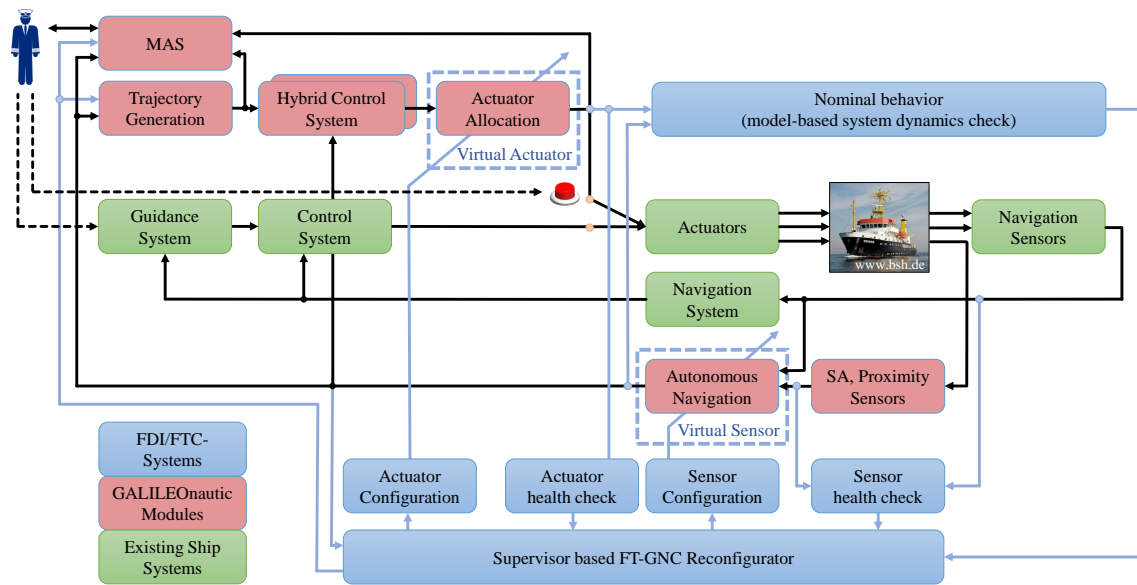 MAS
Trajectory
Generation
Hybrid Control
System
Actuator
Allocation
Virtual Actuator
Nominal behavior
(model-based system dynamics check)
Guidance
System
Control
System
Actuators
www.bsh.de
Navigation
Sensors
Navigation
System
Autonomous
Navigation
Virtual Sensor
SA, Proximity
Sensors
FDI/FTC-
Systems
GALILEOnautic
Modules
Existing Ship
Systems
Actuator
Configuration
Actuator
health check
Sensor
Configuration
Sensor
health check
Supervisor based FT-GNC Reconfigurator